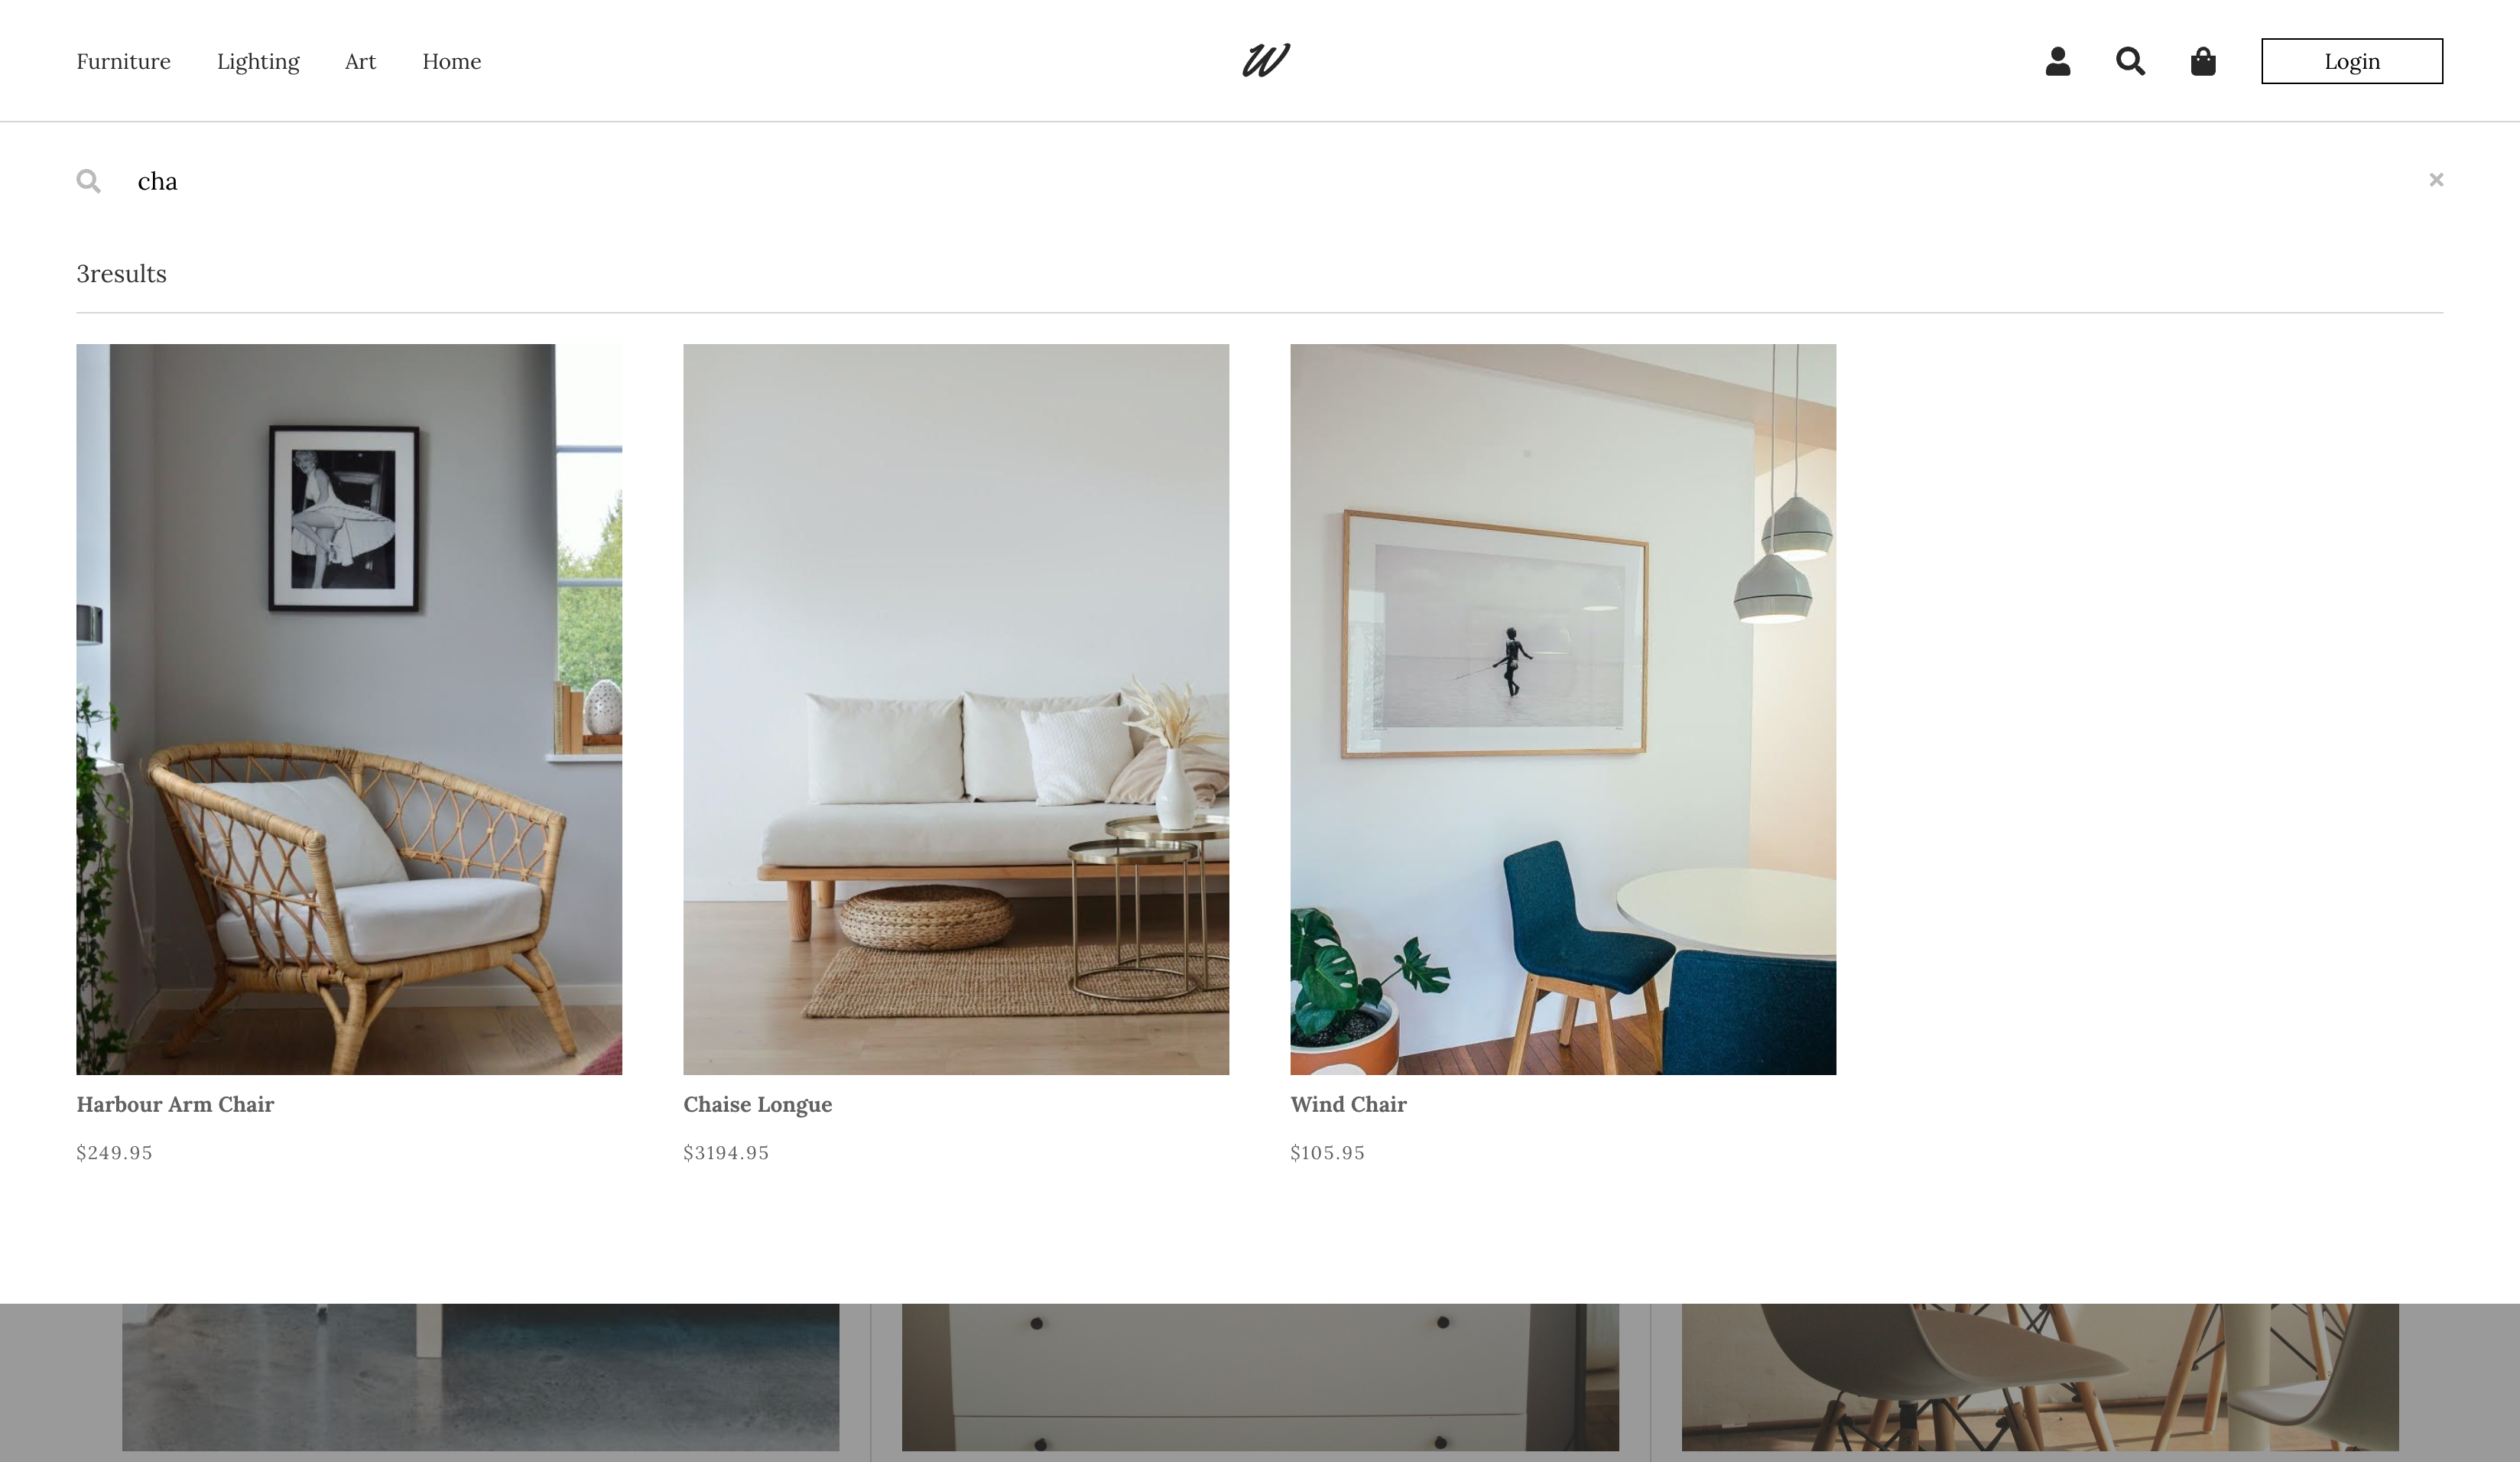 Furniture Lighting Art Home W Login
cha
3results
Harbour Arm Chair Chaise Longue Wind Chair
$249.95 $3194.95 $105.95